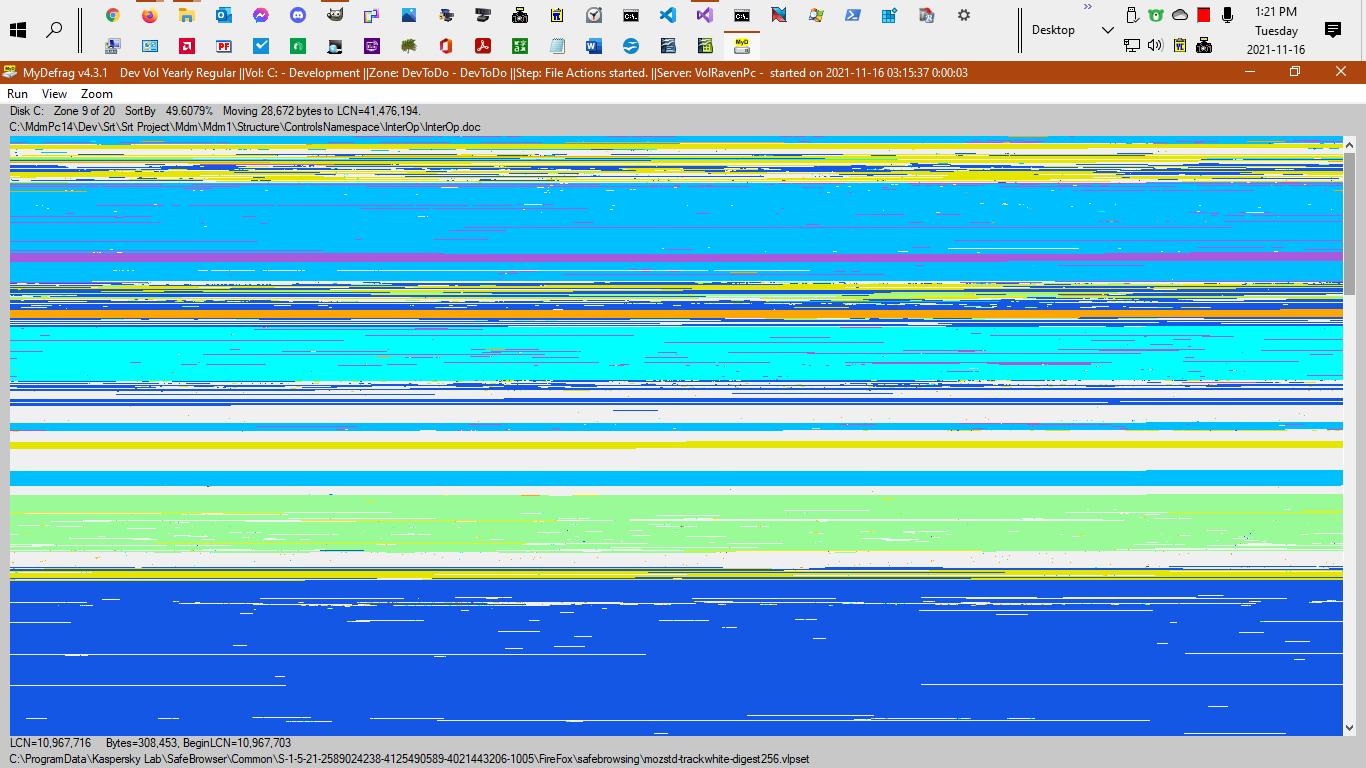 1:21 PM
Desktop
Tuesday
2021-11-16
MyDefrag v4.3.1 Dev Vol Yearly Regular ||Vol: C: - Development ||Zone: DevToDo - DevToDo ||Step: File Actions started. ||Server: VolRavenPc - started on 2021-11-16 03:15:37 0:00:03
Run View Zoom
Disk C: Zone 9 of 20 SortBy 49.6079% Moving 28,672 bytes to LCN=41,476,194.
C:\MdmPc14\Dev\Srt\Srt Project\Mdm\Mdm1\Structure\ControlsNamespace\InterOp\InterOp.doc
LCN=10,967,716 Bytes=308,453, BeginLCN=10,967,703
C:\ProgramData\Kaspersky Lab\SafeBrowser\Common\S-1-5-21-2589024238-4125490589-4021443206-1005\FireFox\safebrowsing\mozstd-trackwhite-digest256.vlpset